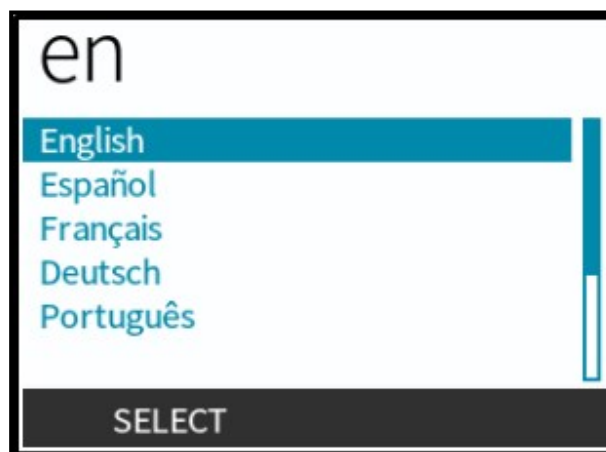 en
English
Español
Français
Deutsch
Português
SELECT